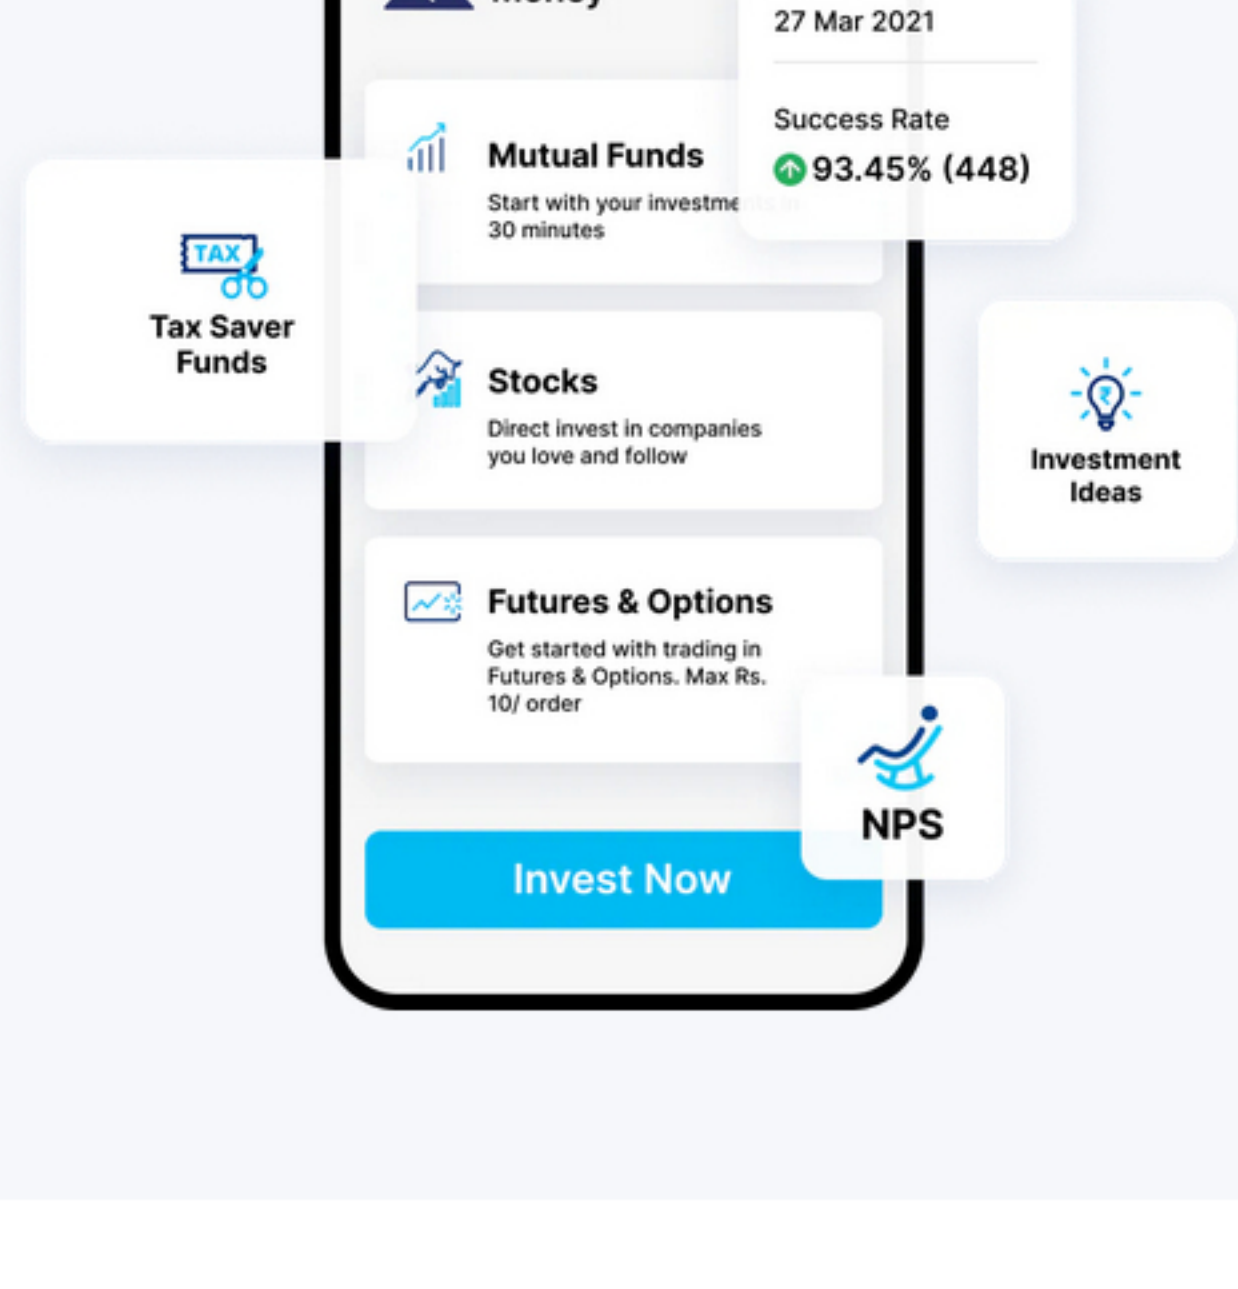 27 Mar 2021
Success Rate
93.45% (448)
Mutual Funds
Start with your investments in
30 minutes
TAX
Tax Saver
Funds
Stocks
Direct invest in companies
you love and follow
₹
Investment
Ideas
Futures & Options
Get started with trading in
Futures & Options. Max Rs.
10/ order
NPS
Invest Now